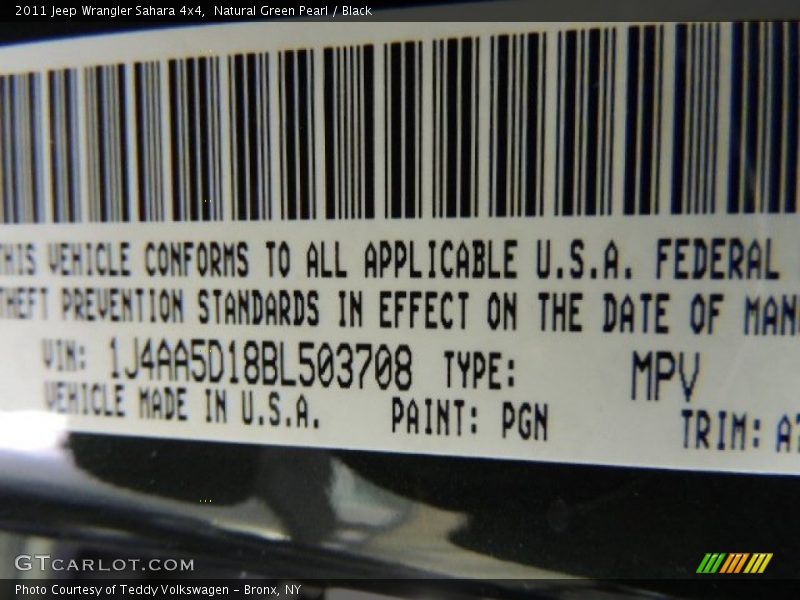 2011 Jeep Wrangler Sahara 4x4, Natural Green Pearl / Black
THIS VEHICLE CONFORMS TO ALL APPLICABLE U.S.A. FEDERAL
THEFT PREVENTION STANDARDS IN EFFECT ON THE DATE OF MAN
VIN: 1J4AA5D18BL503708 TYPE: MPV
VEHICLE MADE IN U.S.A. PAINT: PGN TRIM: A7
GTCARLOT.COM
Photo Courtesy of Teddy Volkswagen - Bronx, NY